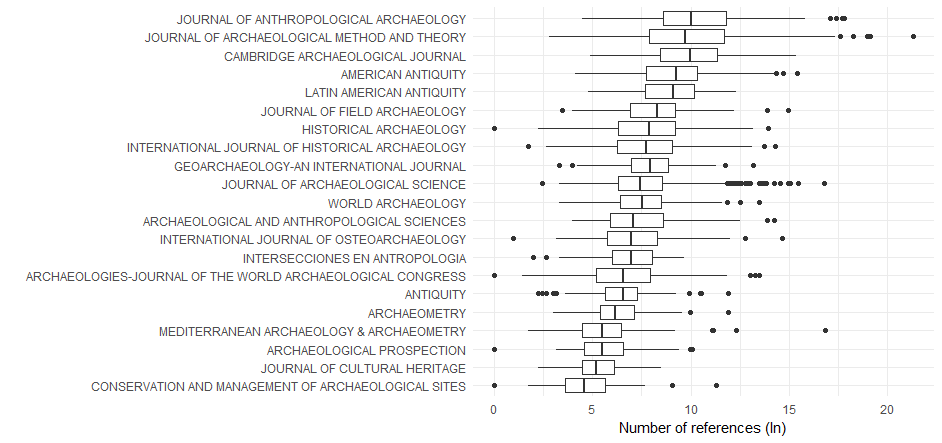 JOURNAL OF ANTHROPOLOGICAL ARCHAEOLOGY
JOURNAL OF ARCHAEOLOGICAL METHOD AND THEORY
CAMBRIDGE ARCHAEOLOGICAL JOURNAL
AMERICAN ANTIQUITY
LATIN AMERICAN ANTIQUITY
JOURNAL OF FIELD ARCHAEOLOGY
HISTORICAL ARCHAEOLOGY
INTERNATIONAL JOURNAL OF HISTORICAL ARCHAEOLOGY
GEOARCHAEOLOGY-AN INTERNATIONAL JOURNAL
JOURNAL OF ARCHAEOLOGICAL SCIENCE
WORLD ARCHAEOLOGY
ARCHAEOLOGICAL AND ANTHROPOLOGICAL SCIENCES
INTERNATIONAL JOURNAL OF OSTEOARCHAEOLOGY
INTERSECCIONES EN ANTROPOLOGIA
ARCHAEOLOGIES-JOURNAL OF THE WORLD ARCHAEOLOGICAL CONGRESS
ANTIQUITY
ARCHAEOMETRY
MEDITERRANEAN ARCHAEOLOGY & ARCHAEOMETRY
ARCHAEOLOGICAL PROSPECTION
JOURNAL OF CULTURAL HERITAGE
CONSERVATION AND MANAGEMENT OF ARCHAEOLOGICAL SITES
0 5 10 15 20
Number of references (ln)